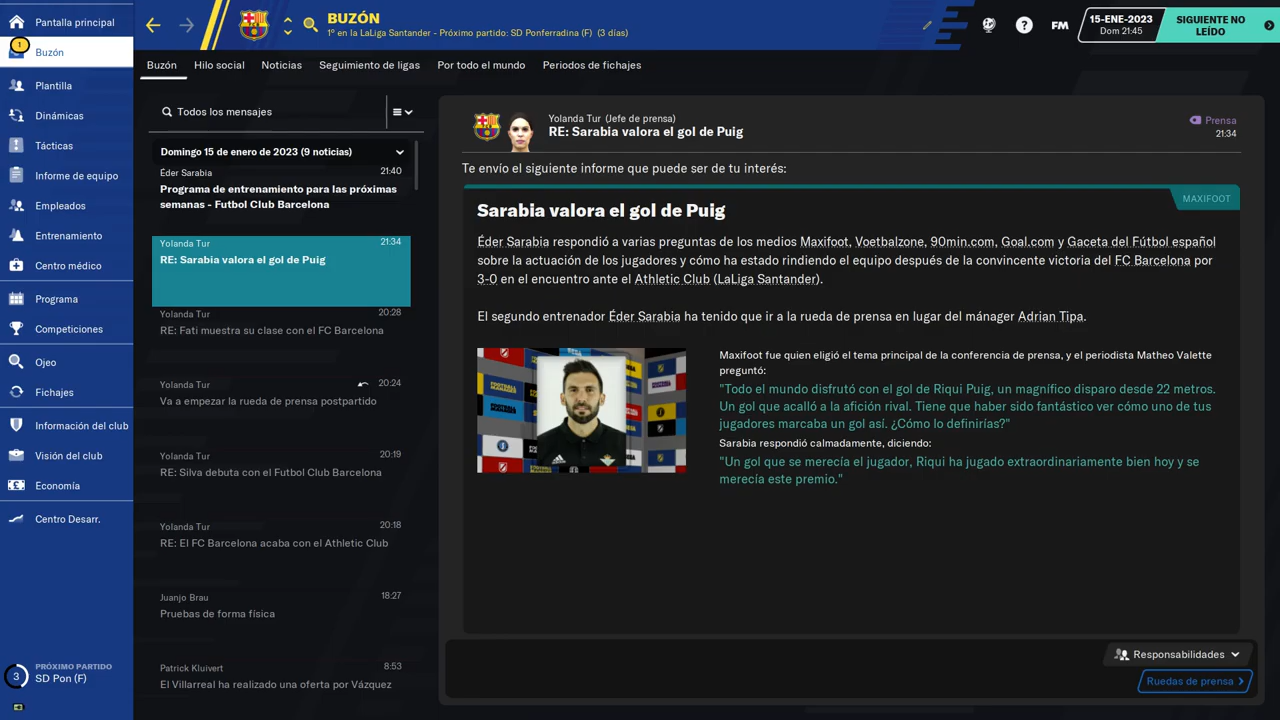 Pantalla principal
1
Buzón
Plantilla
Dinámicas
Tácticas
Informe de equipo
Empleados
Entrenamiento
Centro médico
Programa
Competiciones
Ojeo
Fichajes
Información del club
Visión del club
Economía
Centro Desarr.
3
PRÓXIMO PARTIDO
SD Pon (F)
BUZÓN
1º en la LaLiga Santander - Próximo partido: SD Ponferradina (F) (3 días)
?
FM
15-ENE-2023
Dom 21:45
SIGUIENTE NO
LEÍDO
Buzón
Hilo social
Noticias
Seguimiento de ligas
Por todo el mundo
Periodos de fichajes
Todos los mensajes
Domingo 15 de enero de 2023 (9 noticias)
Éder Sarabia 21:40
Programa de entrenamiento para las próximas
semanas - Futbol Club Barcelona
Yolanda Tur 21:34
RE: Sarabia valora el gol de Puig
Yolanda Tur 20:28
RE: Fati muestra su clase con el FC Barcelona
Yolanda Tur 20:24
Va a empezar la rueda de prensa postpartido
Yolanda Tur 20:19
RE: Silva debuta con el Futbol Club Barcelona
Yolanda Tur 20:18
RE: El FC Barcelona acaba con el Athletic Club
Juanjo Brau 18:27
Pruebas de forma física
Patrick Kluivert 8:53
El Villarreal ha realizado una oferta por Vázquez
Yolanda Tur (Jefe de prensa)
RE: Sarabia valora el gol de Puig
Prensa
21:34
Te envío el siguiente informe que puede ser de tu interés:
MAXIFOOT
Sarabia valora el gol de Puig
Éder Sarabia respondió a varias preguntas de los medios Maxifoot, Voetbalzone, 90min.com, Goal.com y Gaceta del Fútbol español
sobre la actuación de los jugadores y cómo ha estado rindiendo el equipo después de la convincente victoria del FC Barcelona por
3-0 en el encuentro ante el Athletic Club (LaLiga Santander).
El segundo entrenador Éder Sarabia ha tenido que ir a la rueda de prensa en lugar del mánager Adrian Tipa.
Maxifoot fue quien eligió el tema principal de la conferencia de prensa, y el periodista Matheo Valette
preguntó:
"Todo el mundo disfrutó con el gol de Riqui Puig, un magnífico disparo desde 22 metros.
Un gol que acalló a la afición rival. Tiene que haber sido fantástico ver cómo uno de tus
jugadores marcaba un gol así. ¿Cómo lo definirías?"
Sarabia respondió calmadamente, diciendo:
"Un gol que se merecía el jugador, Riqui ha jugado extraordinariamente bien hoy y se
merecía este premio."
Responsabilidades
Ruedas de prensa